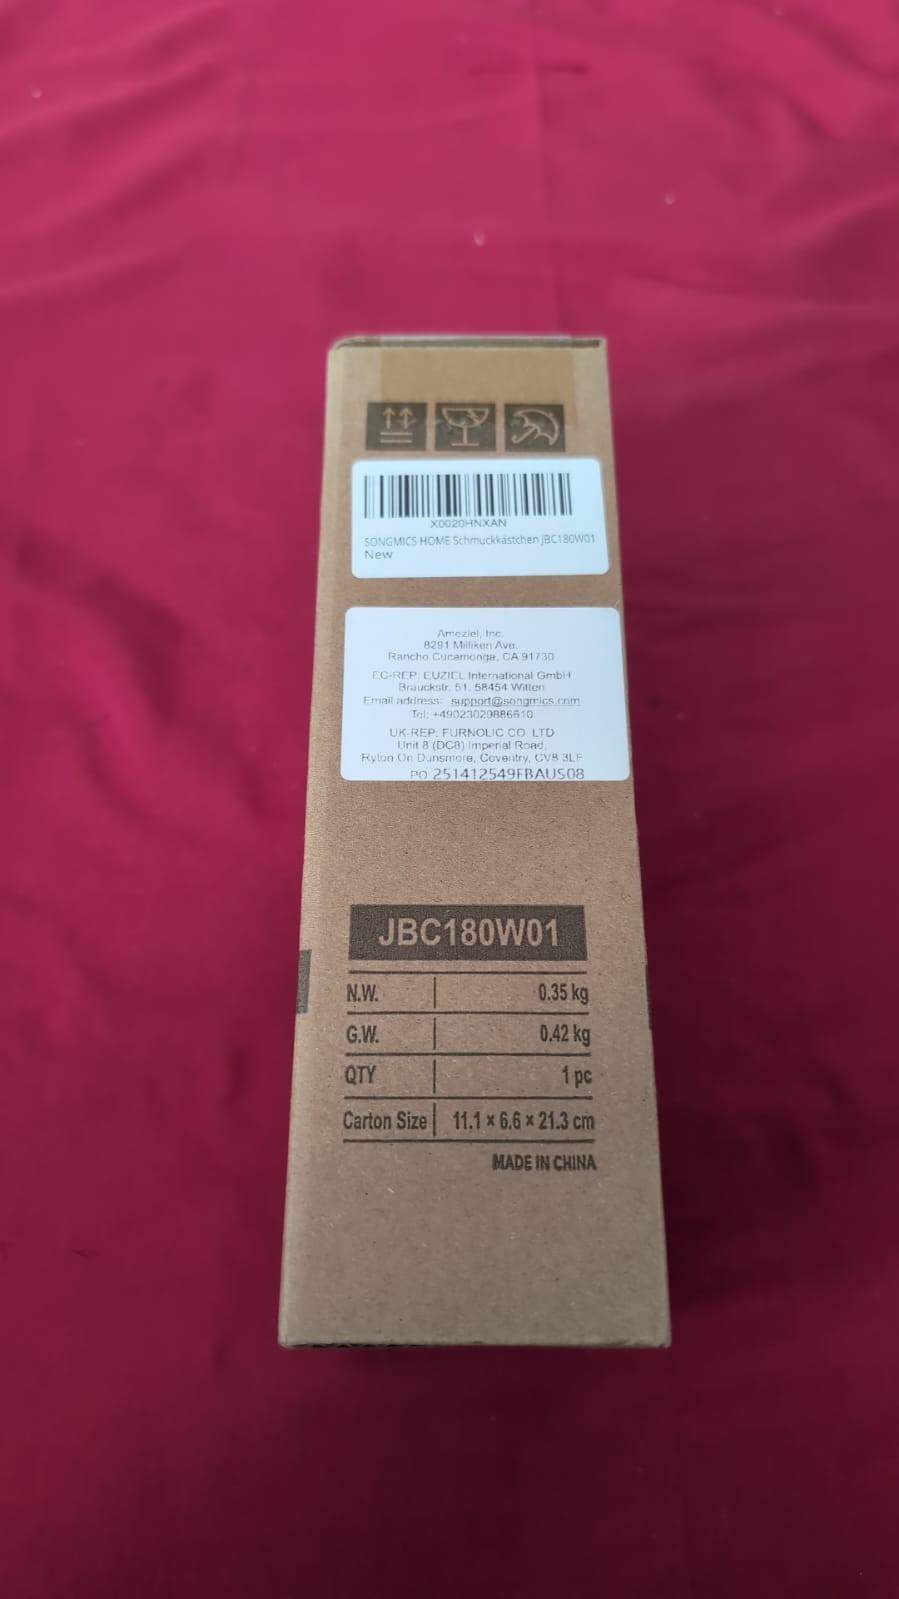 X0020HNXAN
SONGMICS HOME Schmuckkästchen JBC180W01
New
Ameziel, Inc.
8291 Milliken Ave.
Rancho Cucamonga, CA 91730
EC-REP: EUZIEL International GmbH
Brauckstr. 51, 58454 Witten
Email address: support@songmics.com
Tel: +49023029886610
UK-REP: FURNOLIC CO. LTD
Unit 8 (DC8) Imperial Road,
Ryton On Dunsmore, Coventry, CV8 3LF
PO:251412549FBAUS08
JBC180W01
N.W. 0.35 kg
G.W. 0.42 kg
QTY 1 pc
Carton Size 11.1 × 6.6 × 21.3 cm
MADE IN CHINA